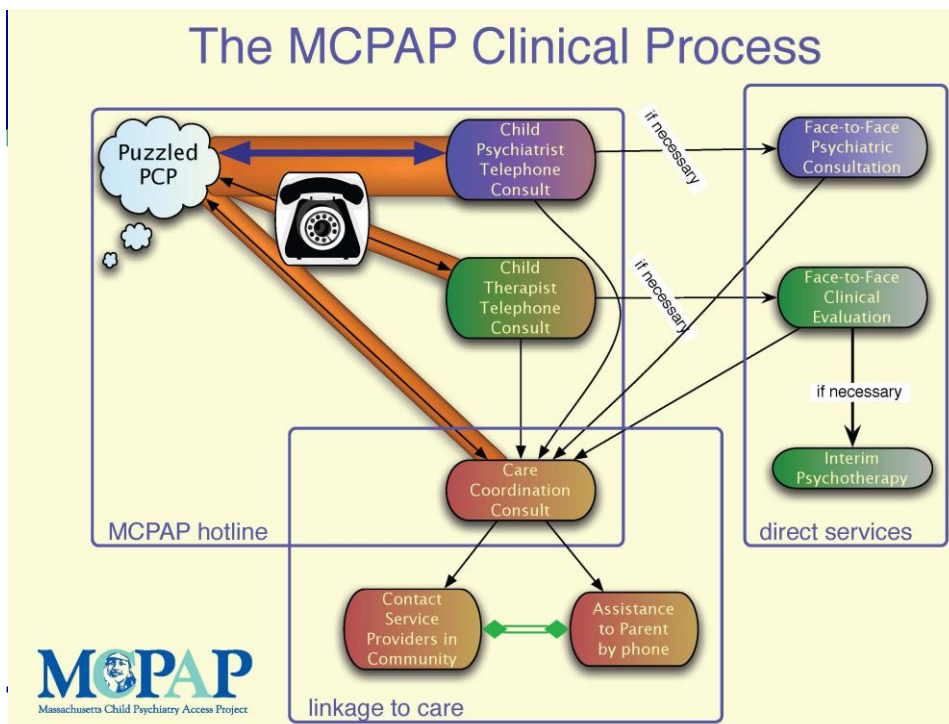 The MCPAP Clinical Process
Puzzled
PCP
Child
Psychiatrist
Telephone
Consult
if necessary
Face-to-Face
Psychiatric
Consultation
Child
Therapist
Telephone
Consult
if necessary
Face-to-Face
Clinical
Evaluation
if necessary
Interim
Psychotherapy
direct services
Care
Coordination
Consult
MCPAP hotline
Contact
Service
Providers in
Community
Assistance
to Parent
by phone
linkage to care
MCPAP
Massachusetts Child Psychiatry Access Project